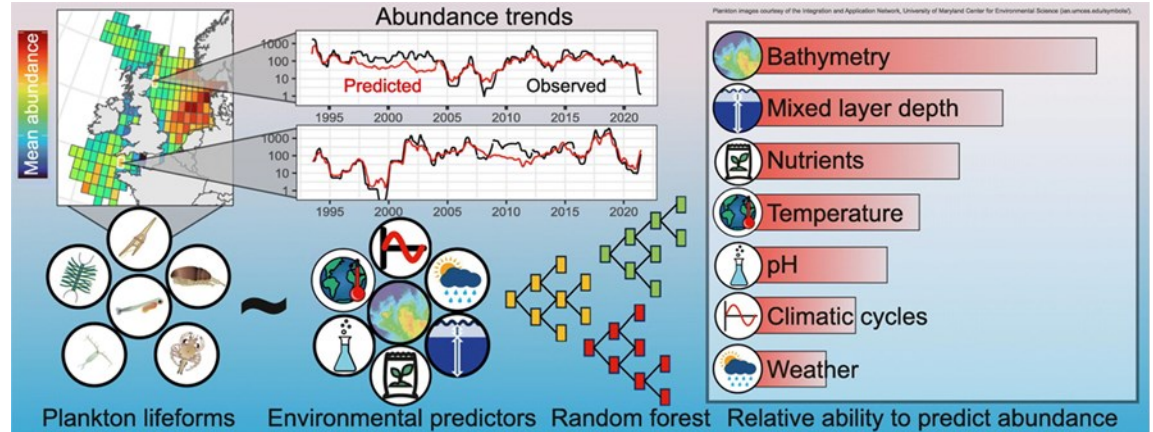 Abundance trends
Plankton images courtesy of the Integration and Application Network, University of Maryland Center for Environmental Science (ian.umces.edu/symbols/).
Mean abundance
1000
100
10
1
Predicted
Observed
1995 2000 2005 2010 2015 2020
1000
100
10
1
1995 2000 2005 2010 2015 2020
~
Bathymetry
Mixed layer depth
Nutrients
Temperature
pH
Climatic cycles
Weather
Plankton lifeforms
Environmental predictors
Random forest
Relative ability to predict abundance